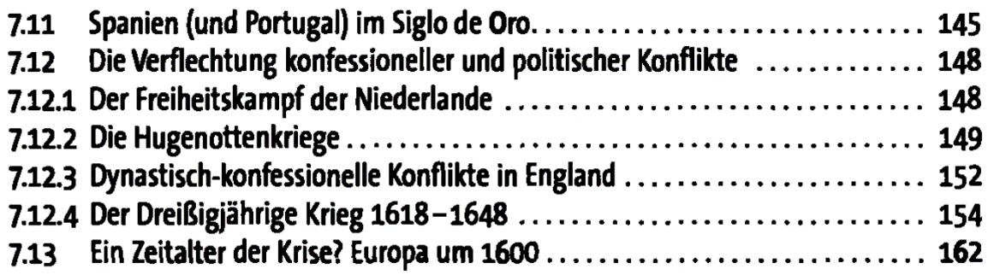 7.11 Spanien (und Portugal) im Siglo de Oro. . . . . . . . . . . . . . . . . . . . . . . . . . . . . 145
7.12 Die Verflechtung konfessioneller und politischer Konflikte . . . . . . . . . . . . . 148
7.12.1 Der Freiheitskampf der Niederlande . . . . . . . . . . . . . . . . . . . . . . . . . . . . . . . 148
7.12.2 Die Hugenottenkriege . . . . . . . . . . . . . . . . . . . . . . . . . . . . . . . . . . . . . . . . . . . 149
7.12.3 Dynastisch-konfessionelle Konflikte in England . . . . . . . . . . . . . . . . . . . . . . 152
7.12.4 Der Dreißigjährige Krieg 1618–1648 . . . . . . . . . . . . . . . . . . . . . . . . . . . . . . 154
7.13 Ein Zeitalter der Krise? Europa um 1600 . . . . . . . . . . . . . . . . . . . . . . . . . . . . 162